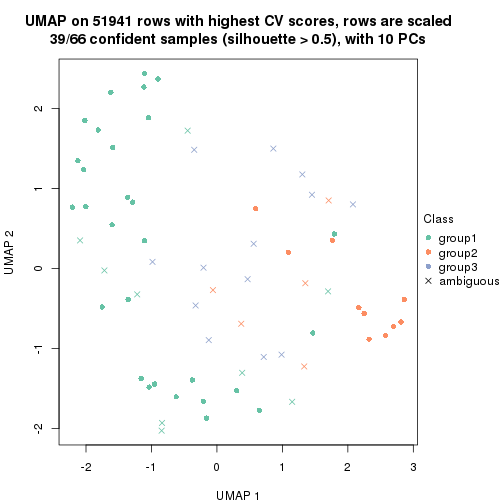 UMAP on 51941 rows with highest CV scores, rows are scaled
39/66 confident samples (silhouette > 0.5), with 10 PCs
2
1
0
-1
-2
UMAP 2
-2
-1
0
1
2
3
UMAP 1
Class
group1
group2
group3
ambiguous